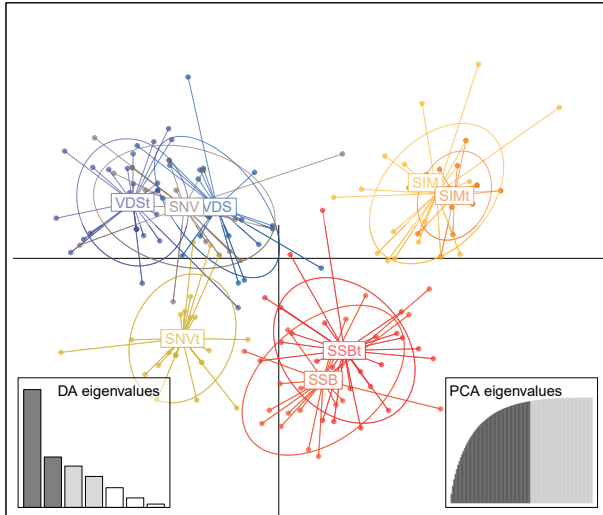 SIM
SIMt
VDSt
SNV
VDS
SNVt
SSBt
SSB
DA eigenvalues
PCA eigenvalues